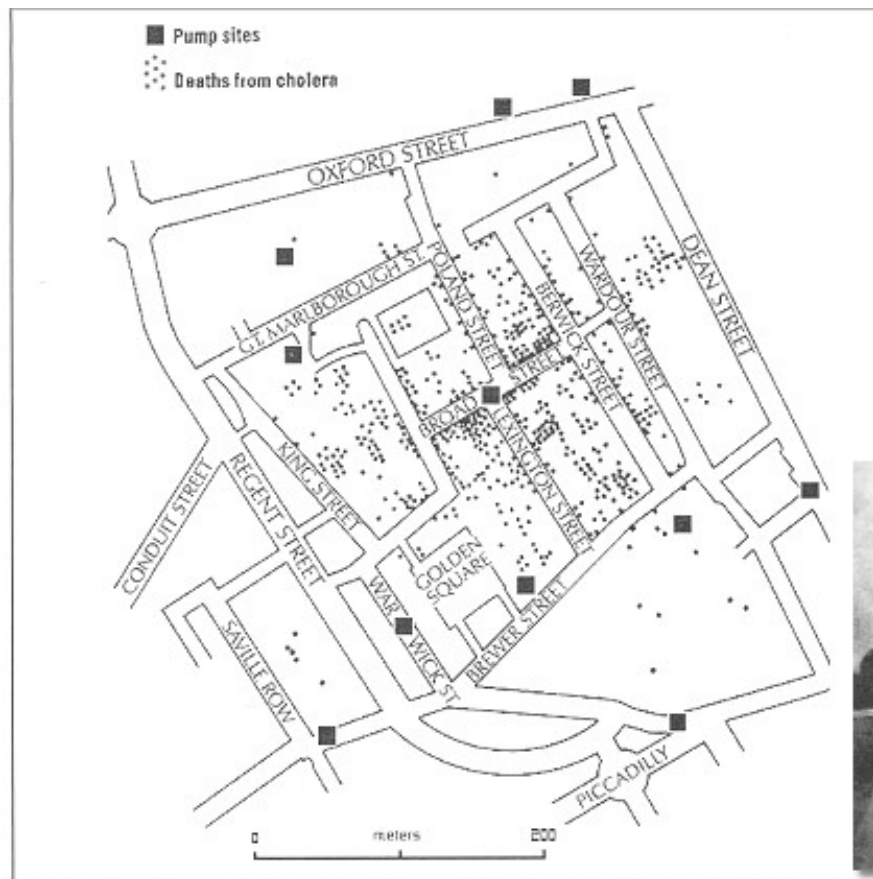 Pump sites
Deaths from cholera
OXFORD STREET
GT. MARLBOROUGH ST.
POLAND STREET
BERWICK STREET
WARDOUR STREET
DEAN STREET
BROAD STREET
LEXINGTON STREET
KING STREET
REGENT STREET
CONDUIT STREET
GOLDEN
SQUARE
WARWICK ST
BREWER STREET
SAVILLE ROW
PICCADILLY
0 meters 200